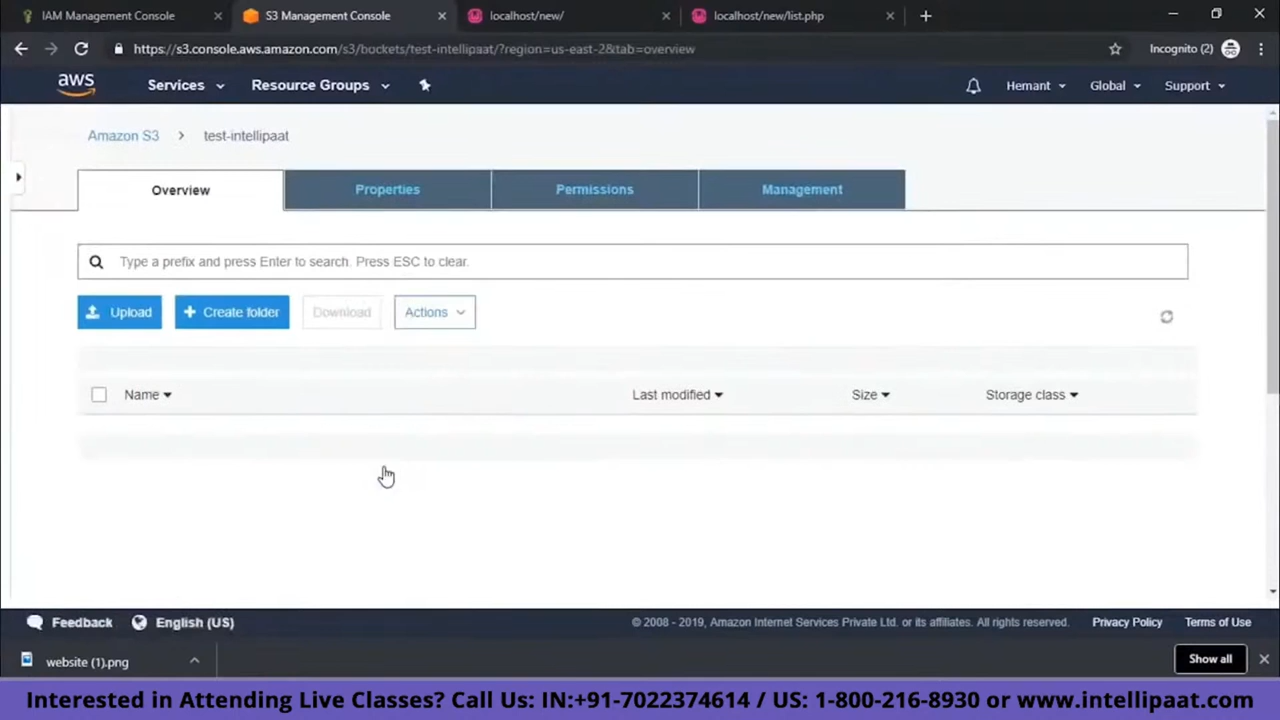 IAM Management Console
S3 Management Console
localhost/new/
localhost/new/list.php
https://s3.console.aws.amazon.com/s3/buckets/test-intellipaat/?region=us-east-2&tab=overview
Incognito (2)
aws
Services
Resource Groups
Hemant
Global
Support
Amazon S3
test-intellipaat
Overview
Properties
Permissions
Management
Type a prefix and press Enter to search. Press ESC to clear.
Upload
Create folder
Download
Actions
Name
Last modified
Size
Storage class
Feedback
English (US)
© 2008 - 2019, Amazon Internet Services Private Ltd. or its affiliates. All rights reserved.
Privacy Policy
Terms of Use
website (1).png
Show all
Interested in Attending Live Classes? Call Us: IN:+91-7022374614 / US: 1-800-216-8930 or www.intellipaat.com